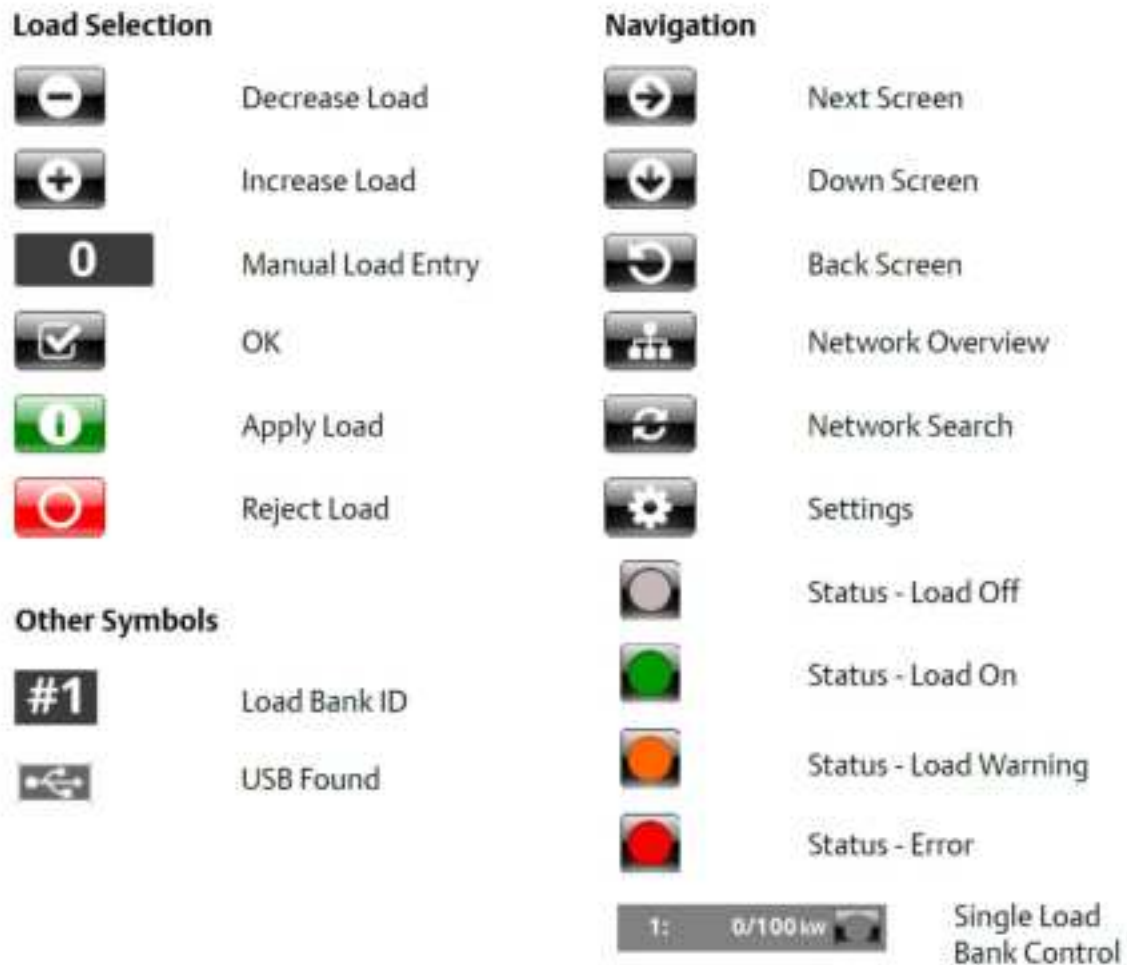 Load Selection
Decrease Load
Increase Load
0
Manual Load Entry
OK
Apply Load
Reject Load
Other Symbols
#1
Load Bank ID
USB Found
Navigation
Next Screen
Down Screen
Back Screen
Network Overview
Network Search
Settings
Status - Load Off
Status - Load On
Status - Load Warning
Status - Error
1: 0/100 kW
Single Load
Bank Control